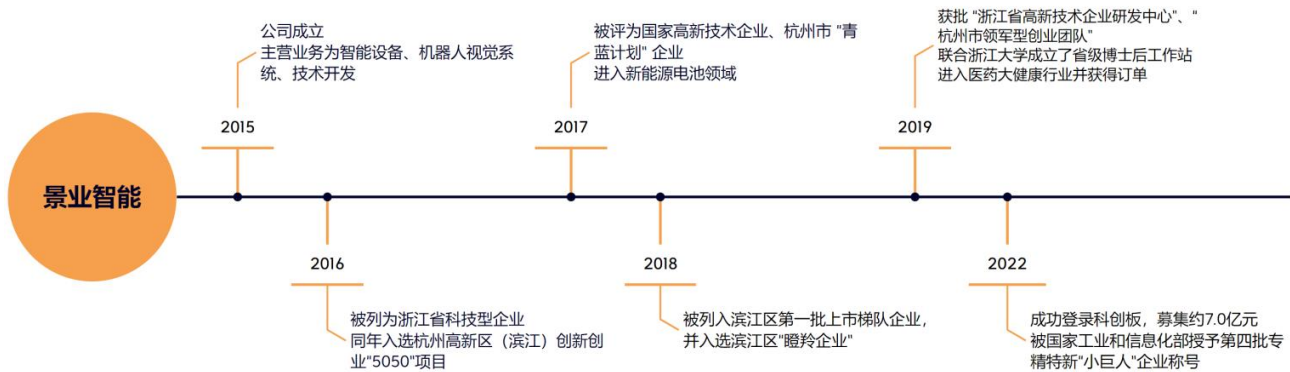 景业智能
2015
公司成立
主营业务为智能设备、机器人视觉系
统、技术开发
2016
被列为浙江省科技型企业
同年入选杭州高新区（滨江）创新创
业"5050"项目
2017
被评为国家高新技术企业、杭州市 "青
蓝计划" 企业
进入新能源电池领域
2018
被列入滨江区第一批上市梯队企业，
并入选滨江区"瞪羚企业"
2019
获批 "浙江省高新技术企业研发中心"、"
杭州市领军型创业团队"
联合浙江大学成立了省级博士后工作站
进入医药大健康行业并获得订单
2022
成功登录科创板，募集约7.0亿元
被国家工业和信息化部授予第四批专
精特新"小巨人"企业称号